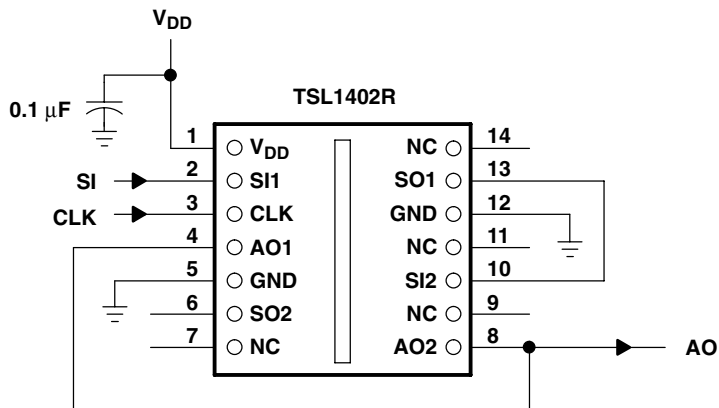 VDD
0.1 μF
TSL1402R
1 VDD NC 14
SI 2 SI1 SO1 13
CLK 3 CLK GND 12
4 AO1 NC 11
5 GND SI2 10
6 SO2 NC 9
7 NC AO2 8 AO